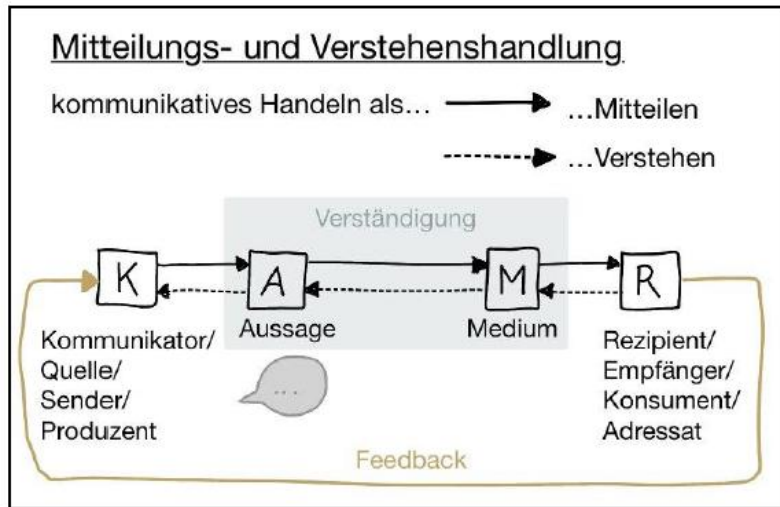 Mitteilungs- und Verstehenshandlung
kommunikatives Handeln als... ...Mitteilen
...Verstehen
Verständigung
K A M R
Aussage Medium
Kommunikator/
Quelle/
Sender/
Produzent
...
Rezipient/
Empfänger/
Konsument/
Adressat
Feedback